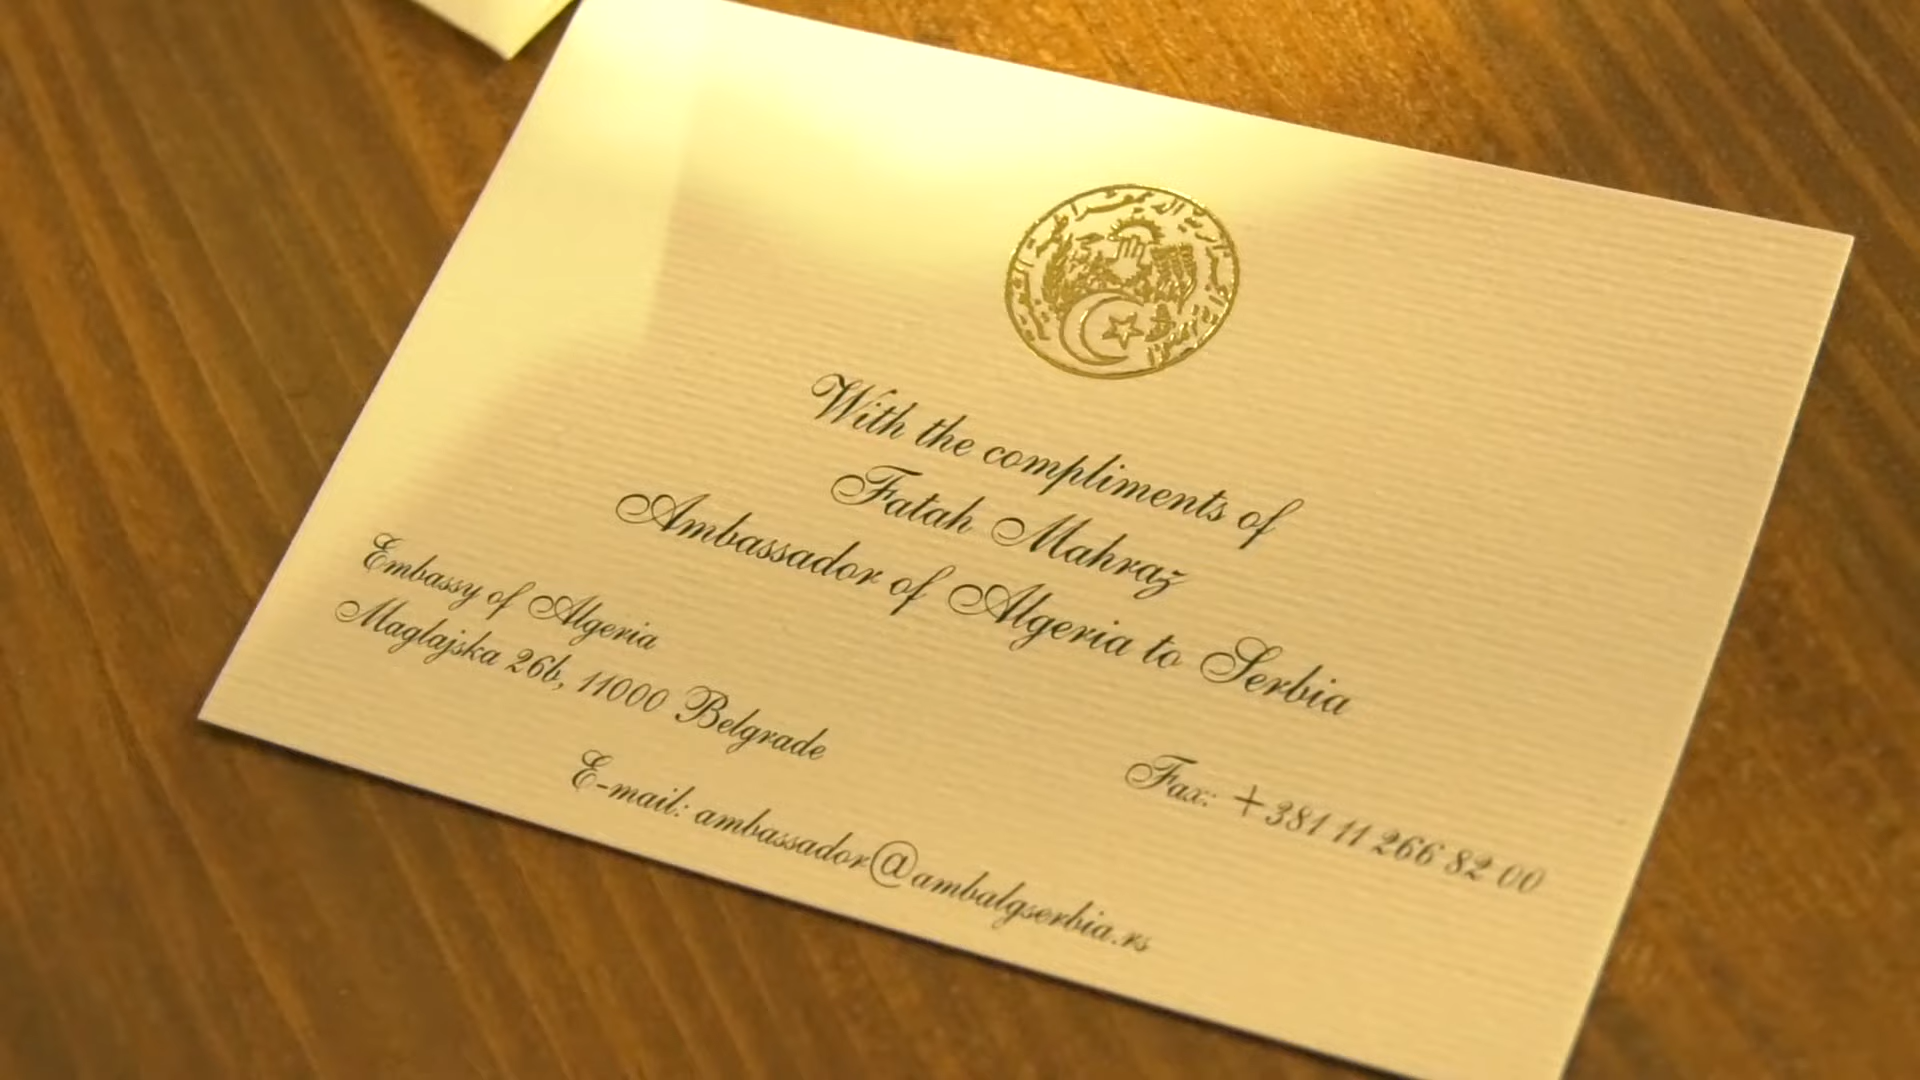 With the compliments of
Fatah Mahraz
Ambassador of Algeria to Serbia
Embassy of Algeria
Maglajska 26b, 11000 Belgrade
Fax: +381 11 266 82 00
E-mail: ambassador@ambalgserbia.rs